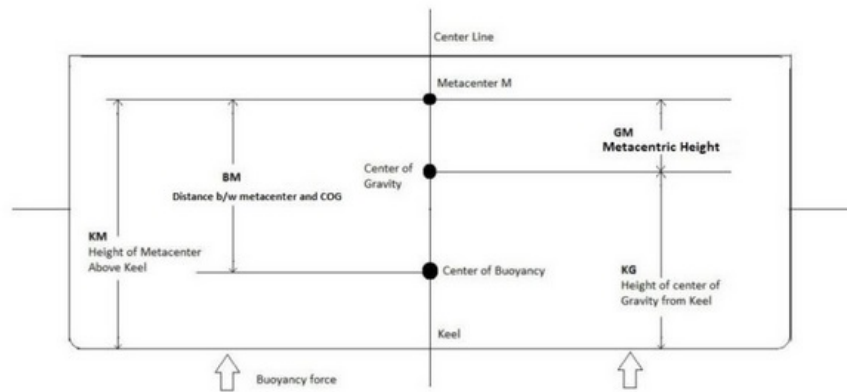 Center Line
Metacenter M
GM
Metacentric Height
Center of
Gravity
BM
Distance b/w metacenter and COG
KM
Height of Metacenter
Above Keel
Center of Buoyancy
KG
Height of center of
Gravity from Keel
Keel
Buoyancy force